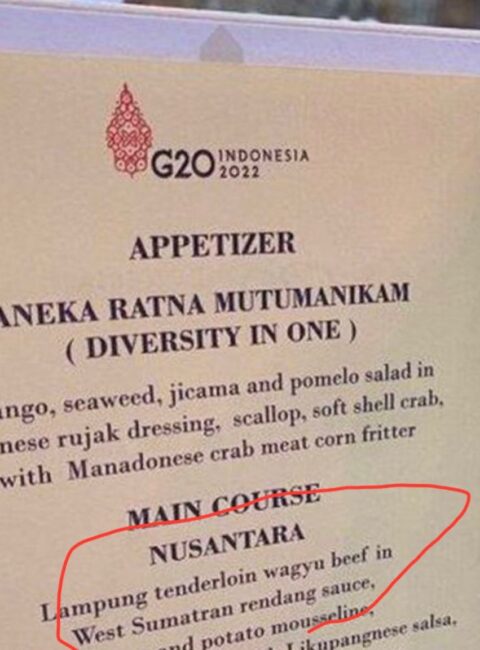 G20 INDONESIA
2022
APPETIZER
ANEKA RATNA MUTUMANIKAM
( DIVERSITY IN ONE )
seaweed, jicama and pomelo salad in
rujak dressing, scallop, soft shell crab,
with Manadonese crab meat corn fritter
MAIN COURSE
NUSANTARA
Lampung tenderloin wagyu beef in
West Sumatran rendang sauce,
potato mousseline,
Likupangnese salsa,